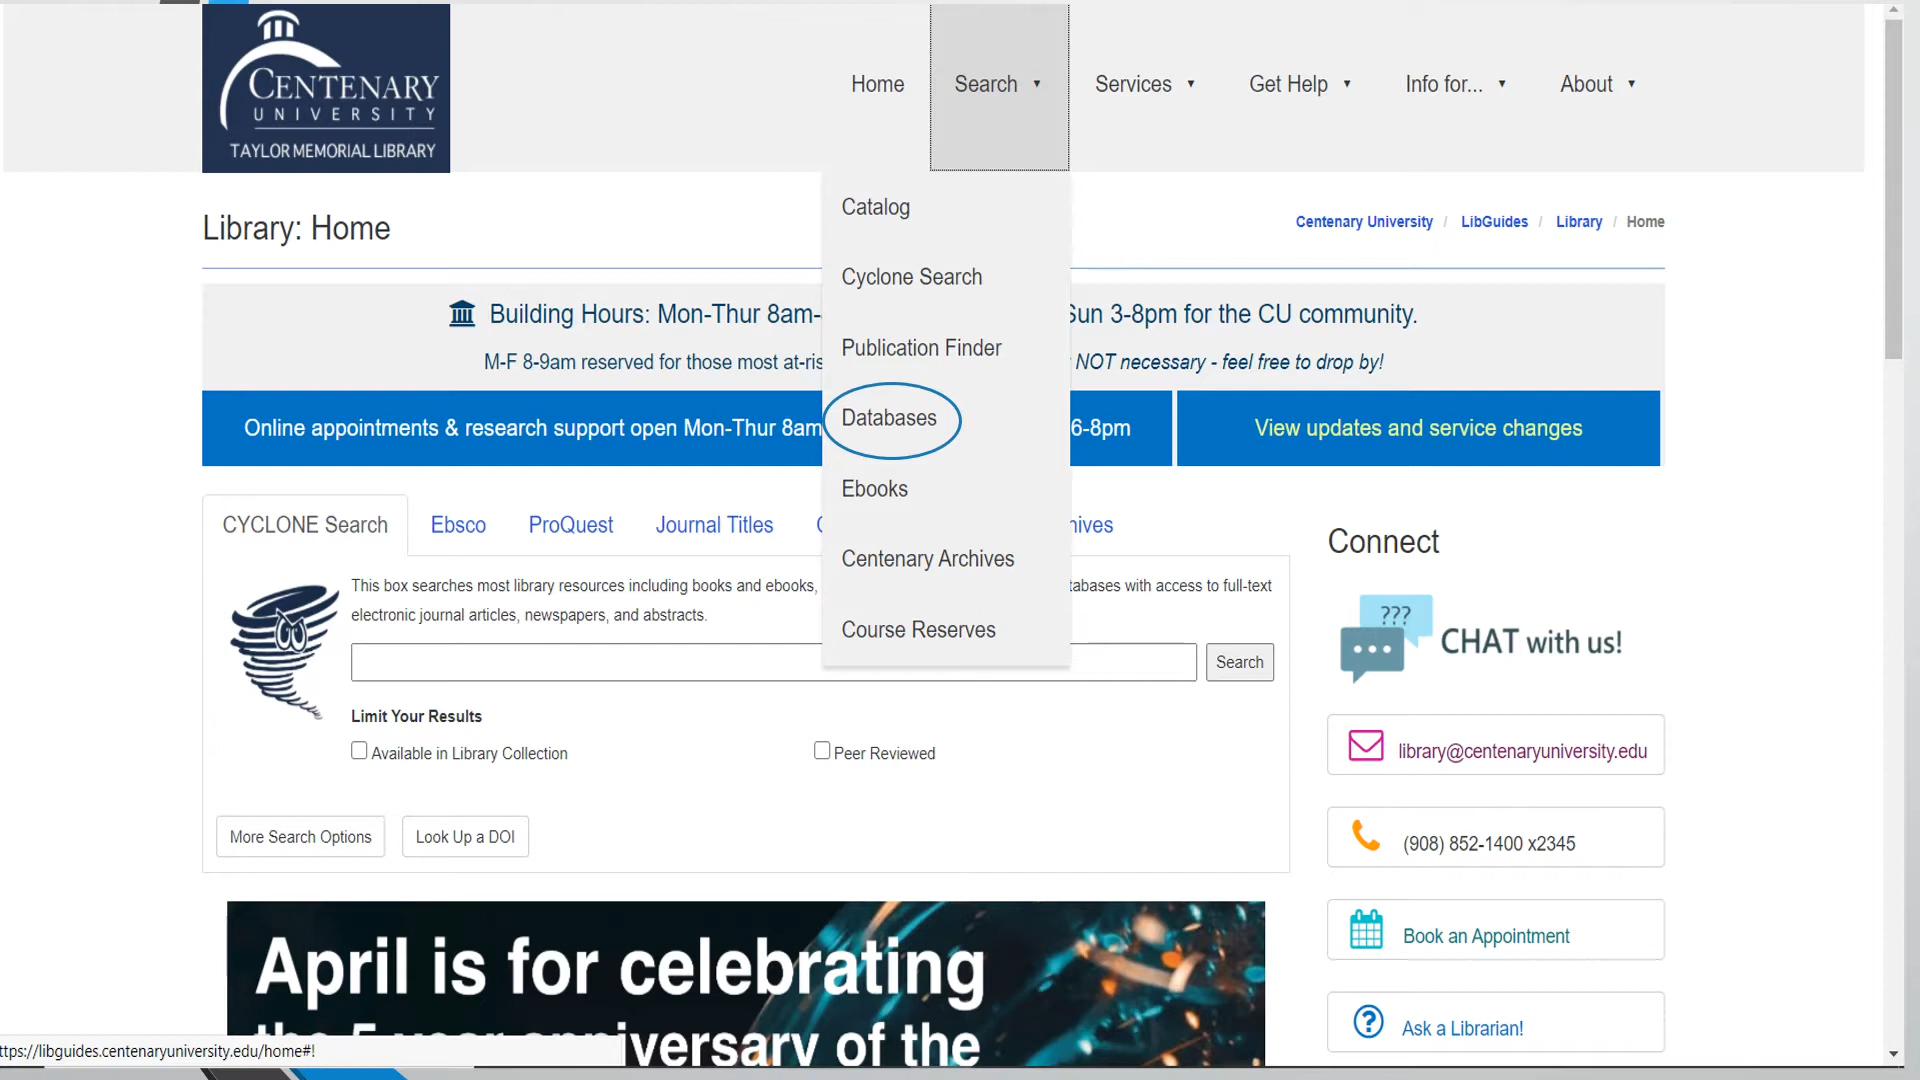 CENTENARY
UNIVERSITY
TAYLOR MEMORIAL LIBRARY
Home
Search
Services
Get Help
Info for...
About
Catalog
Cyclone Search
Publication Finder
Databases
Ebooks
Centenary Archives
Course Reserves
Library: Home
Centenary University / LibGuides / Library / Home
Building Hours: Mon-Thur 8am- Sun 3-8pm for the CU community.
M-F 8-9am reserved for those most NOT necessary - feel free to drop by!
Online appointments & research support open Mon-Thur 8am 6-8pm
View updates and service changes
CYCLONE Search
Ebsco
ProQuest
Journal Titles
This box searches most library resources including books and ebooks, with access to full-text
electronic journal articles, newspapers, and abstracts.
Search
Limit Your Results
Available in Library Collection
Peer Reviewed
More Search Options
Look Up a DOI
Connect
???
CHAT with us!
library@centenaryuniversity.edu
(908) 852-1400 x2345
Book an Appointment
Ask a Librarian!
April is for celebrating
the 5 year anniversary of the
ttps://libguides.centenaryuniversity.edu/home#!